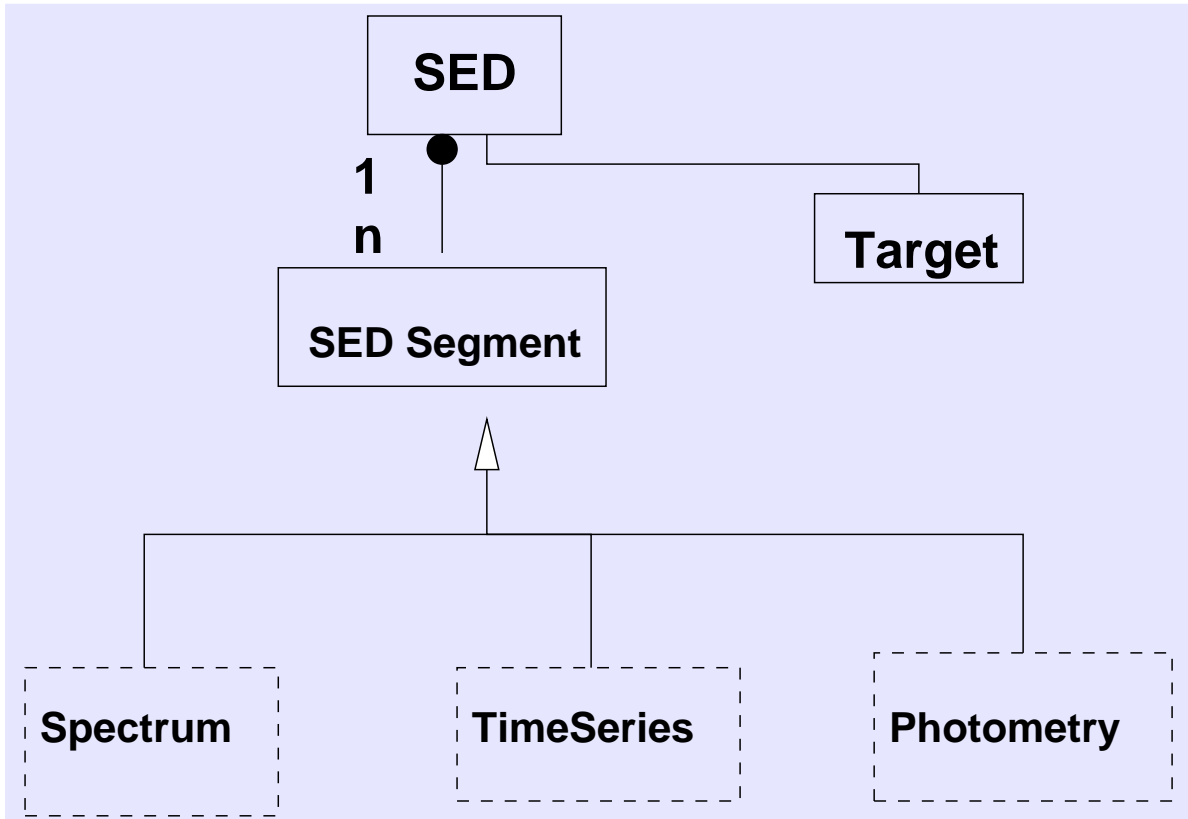 SED
1
n
Target
SED Segment
Spectrum
TimeSeries
Photometry